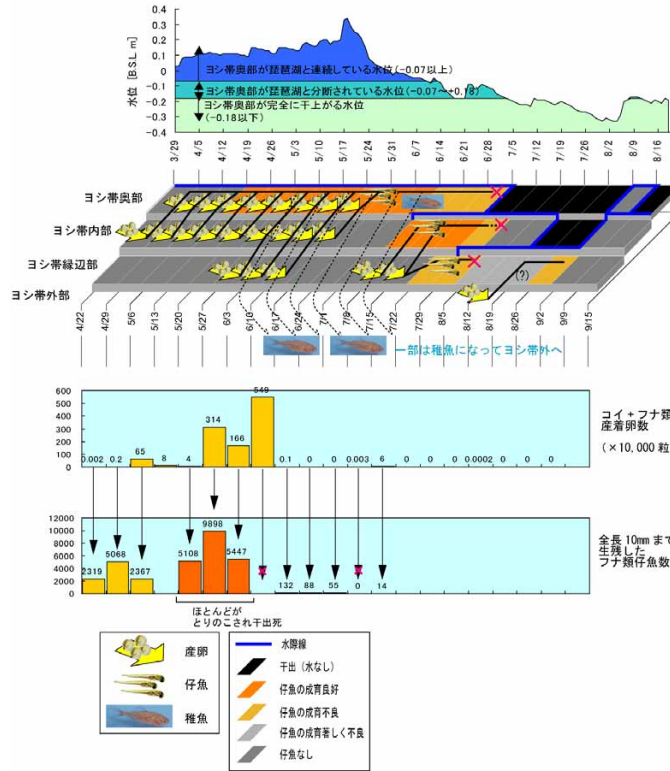 0.4
0.3
0.2
0.1
0
-0.1
-0.2
-0.3
-0.4
水位 [B.S.L. m]
ヨシ帯奥部が琵琶湖と連続している水位(-0.07以上)
ヨシ帯奥部が琵琶湖と分断されている水位(-0.07～+0.18)
ヨシ帯奥部が完全に干上がる水位
(-0.18以下)
3/29 4/5 4/12 4/19 4/26 5/3 5/10 5/17 5/24 5/31 6/7 6/14 6/21 6/28 7/5 7/12 7/19 7/26 8/2 8/9 8/16
ヨシ帯奥部
ヨシ帯内部
ヨシ帯縁辺部
ヨシ帯外部
(?)
4/22 4/29 5/6 5/13 5/20 5/27 6/3 6/10 6/17 6/24 7/1 7/8 7/15 7/22 7/29 8/5 8/12 8/19 8/26 9/2 9/9 9/15
一部は稚魚になってヨシ帯外へ
600
500
400
300
200
100
0
0.002 0.2 65 8 4 314 166 549 0.1 0 0 0.003 6 0 0 0 0.0002 0 0 0
コイ+フナ類
産着卵数
(×10,000粒
12000
10000
8000
6000
4000
2000
0
2319 5068 2367 5108 9898 5447 132 88 55 0 14
全長10mmまで
生残した
フナ類仔魚数
ほとんどが
とりのこされ干出死
産卵
仔魚
稚魚
水際線
干出(水なし)
仔魚の成育良好
仔魚の成育不良
仔魚の成育著しく不良
仔魚なし